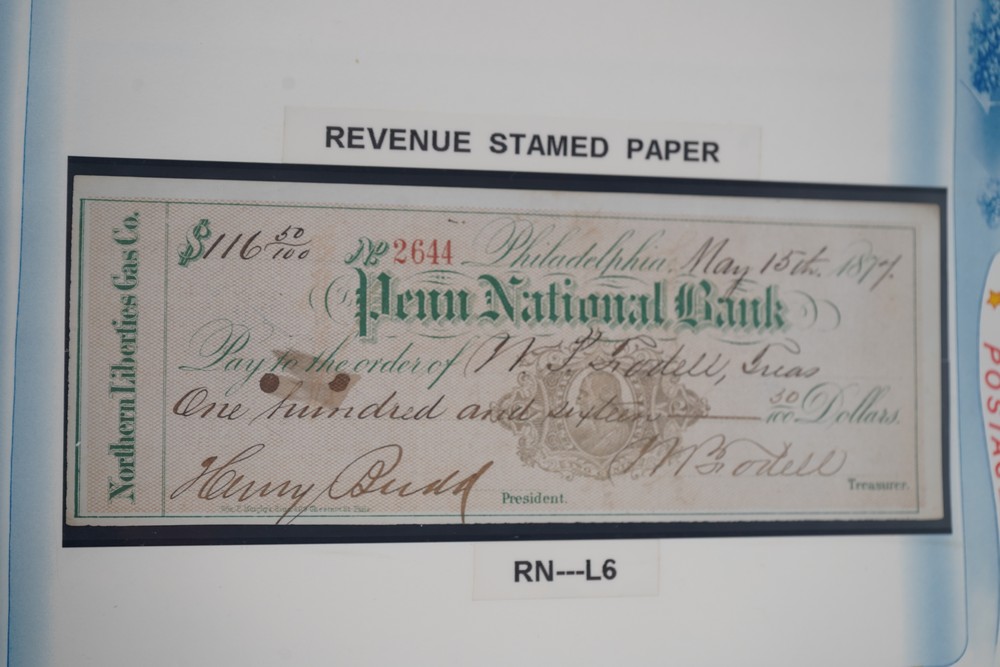 REVENUE STAMED PAPER
Northern Liberties Gas Co.
$116 50/100 No 2644 Philadelphia, May 15th. 1877.
Penn National Bank
Pay to the order of W. F. Trodell, Treas
One hundred and sixteen 50/100 Dollars.
Henry Budd President. Treasurer.
RN---L6
POSTAG